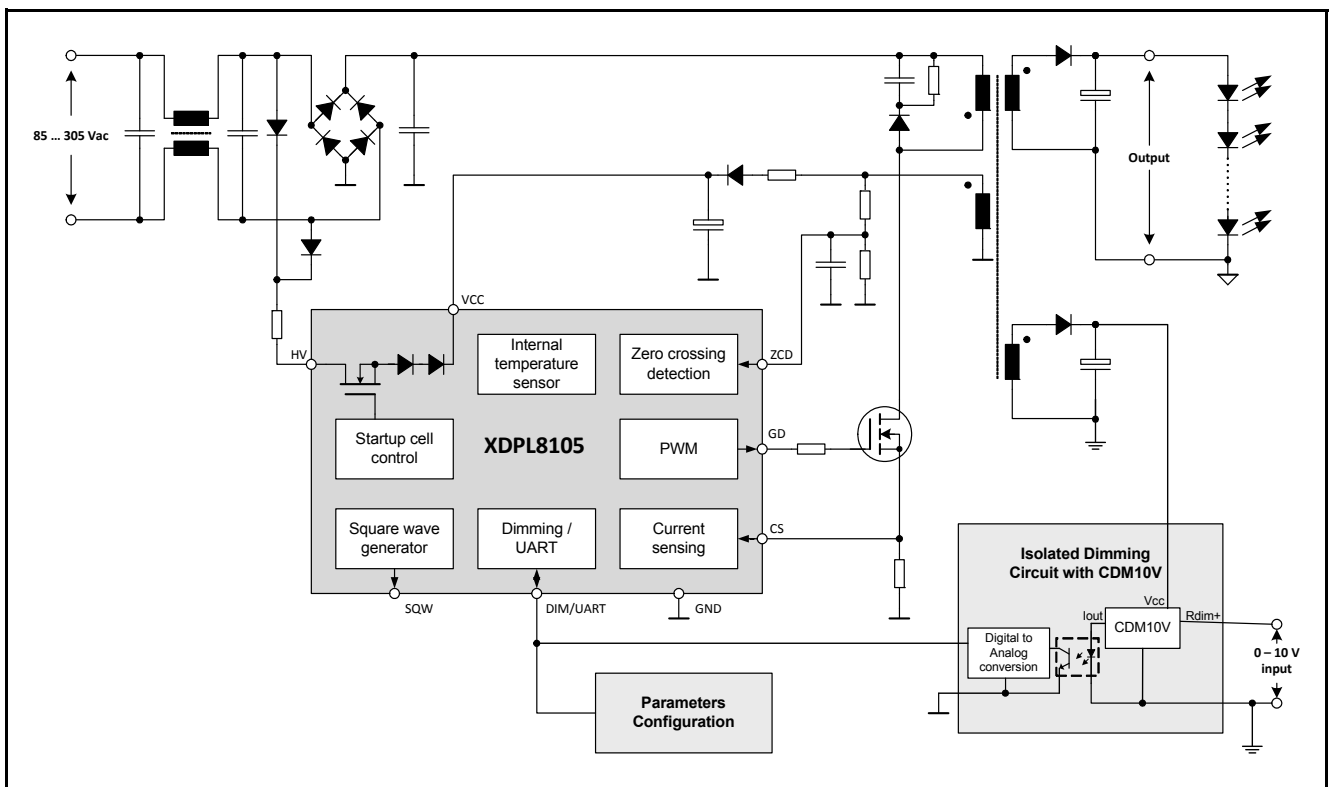 85 ... 305 Vac
Output
VCC
HV
Internal
temperature
sensor
Zero crossing
detection
ZCD
Startup cell
control
XDPL8105
PWM
GD
Square wave
generator
Dimming /
UART
Current
sensing
CS
SQW
DIM/UART
GND
Isolated Dimming
Circuit with CDM10V
Vcc
Iout
CDM10V
Rdim+
Digital to
Analog
conversion
0 – 10 V
input
Parameters
Configuration